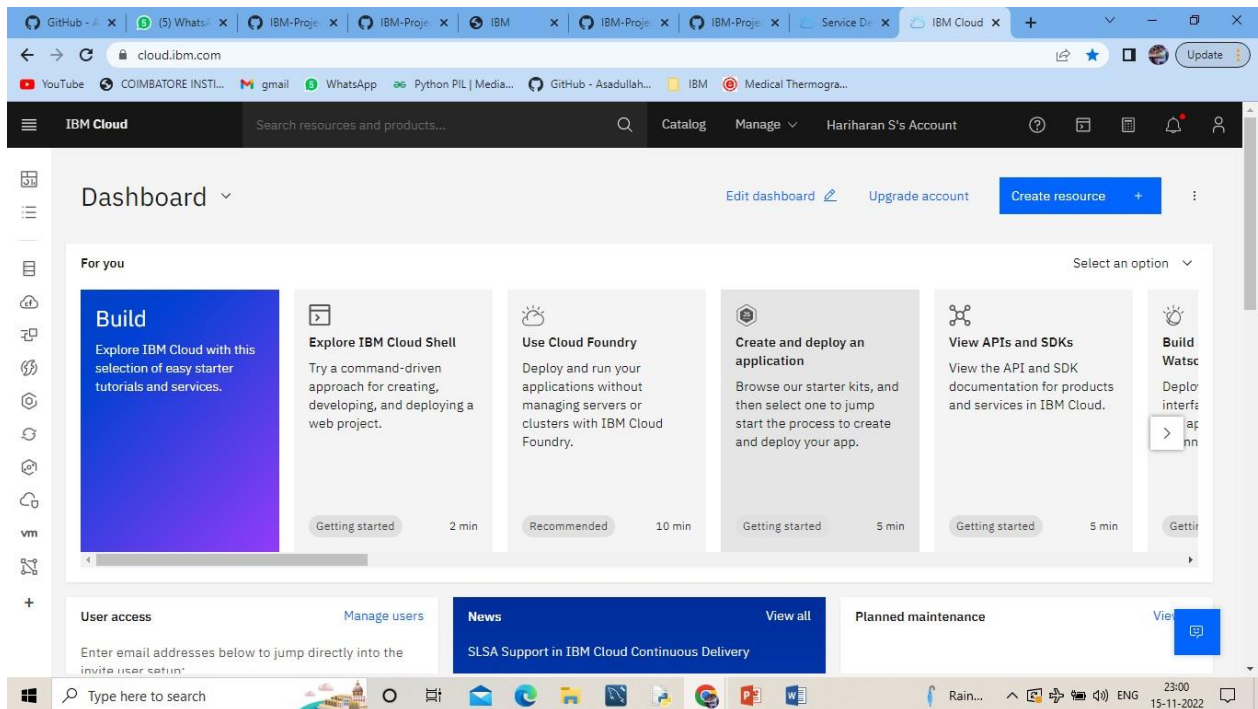 GitHub - A
(5) WhatsA
IBM-Proje
IBM-Proje
IBM
IBM-Proje
IBM-Proje
Service De
IBM Cloud
cloud.ibm.com
Update
YouTube
COIMBATORE INSTI...
gmail
WhatsApp
Python PIL | Media...
GitHub - Asadullah...
IBM
Medical Thermogra...
IBM Cloud
Search resources and products...
Catalog
Manage
Hariharan S's Account
Dashboard
Edit dashboard
Upgrade account
Create resource +
For you
Select an option
Build
Explore IBM Cloud with this
selection of easy starter
tutorials and services.
Explore IBM Cloud Shell
Try a command-driven
approach for creating,
developing, and deploying a
web project.
Getting started 2 min
Use Cloud Foundry
Deploy and run your
applications without
managing servers or
clusters with IBM Cloud
Foundry.
Recommended 10 min
Create and deploy an
application
Browse our starter kits, and
then select one to jump
start the process to create
and deploy your app.
Getting started 5 min
View APIs and SDKs
View the API and SDK
documentation for products
and services in IBM Cloud.
Getting started 5 min
Build
Watsc
Deplo
interfa
ap
nn
Gettin
vm
User access
Manage users
Enter email addresses below to jump directly into the
invite user setup:
News
View all
SLSA Support in IBM Cloud Continuous Delivery
Planned maintenance
Type here to search
Rain...
ENG
23:00
15-11-2022